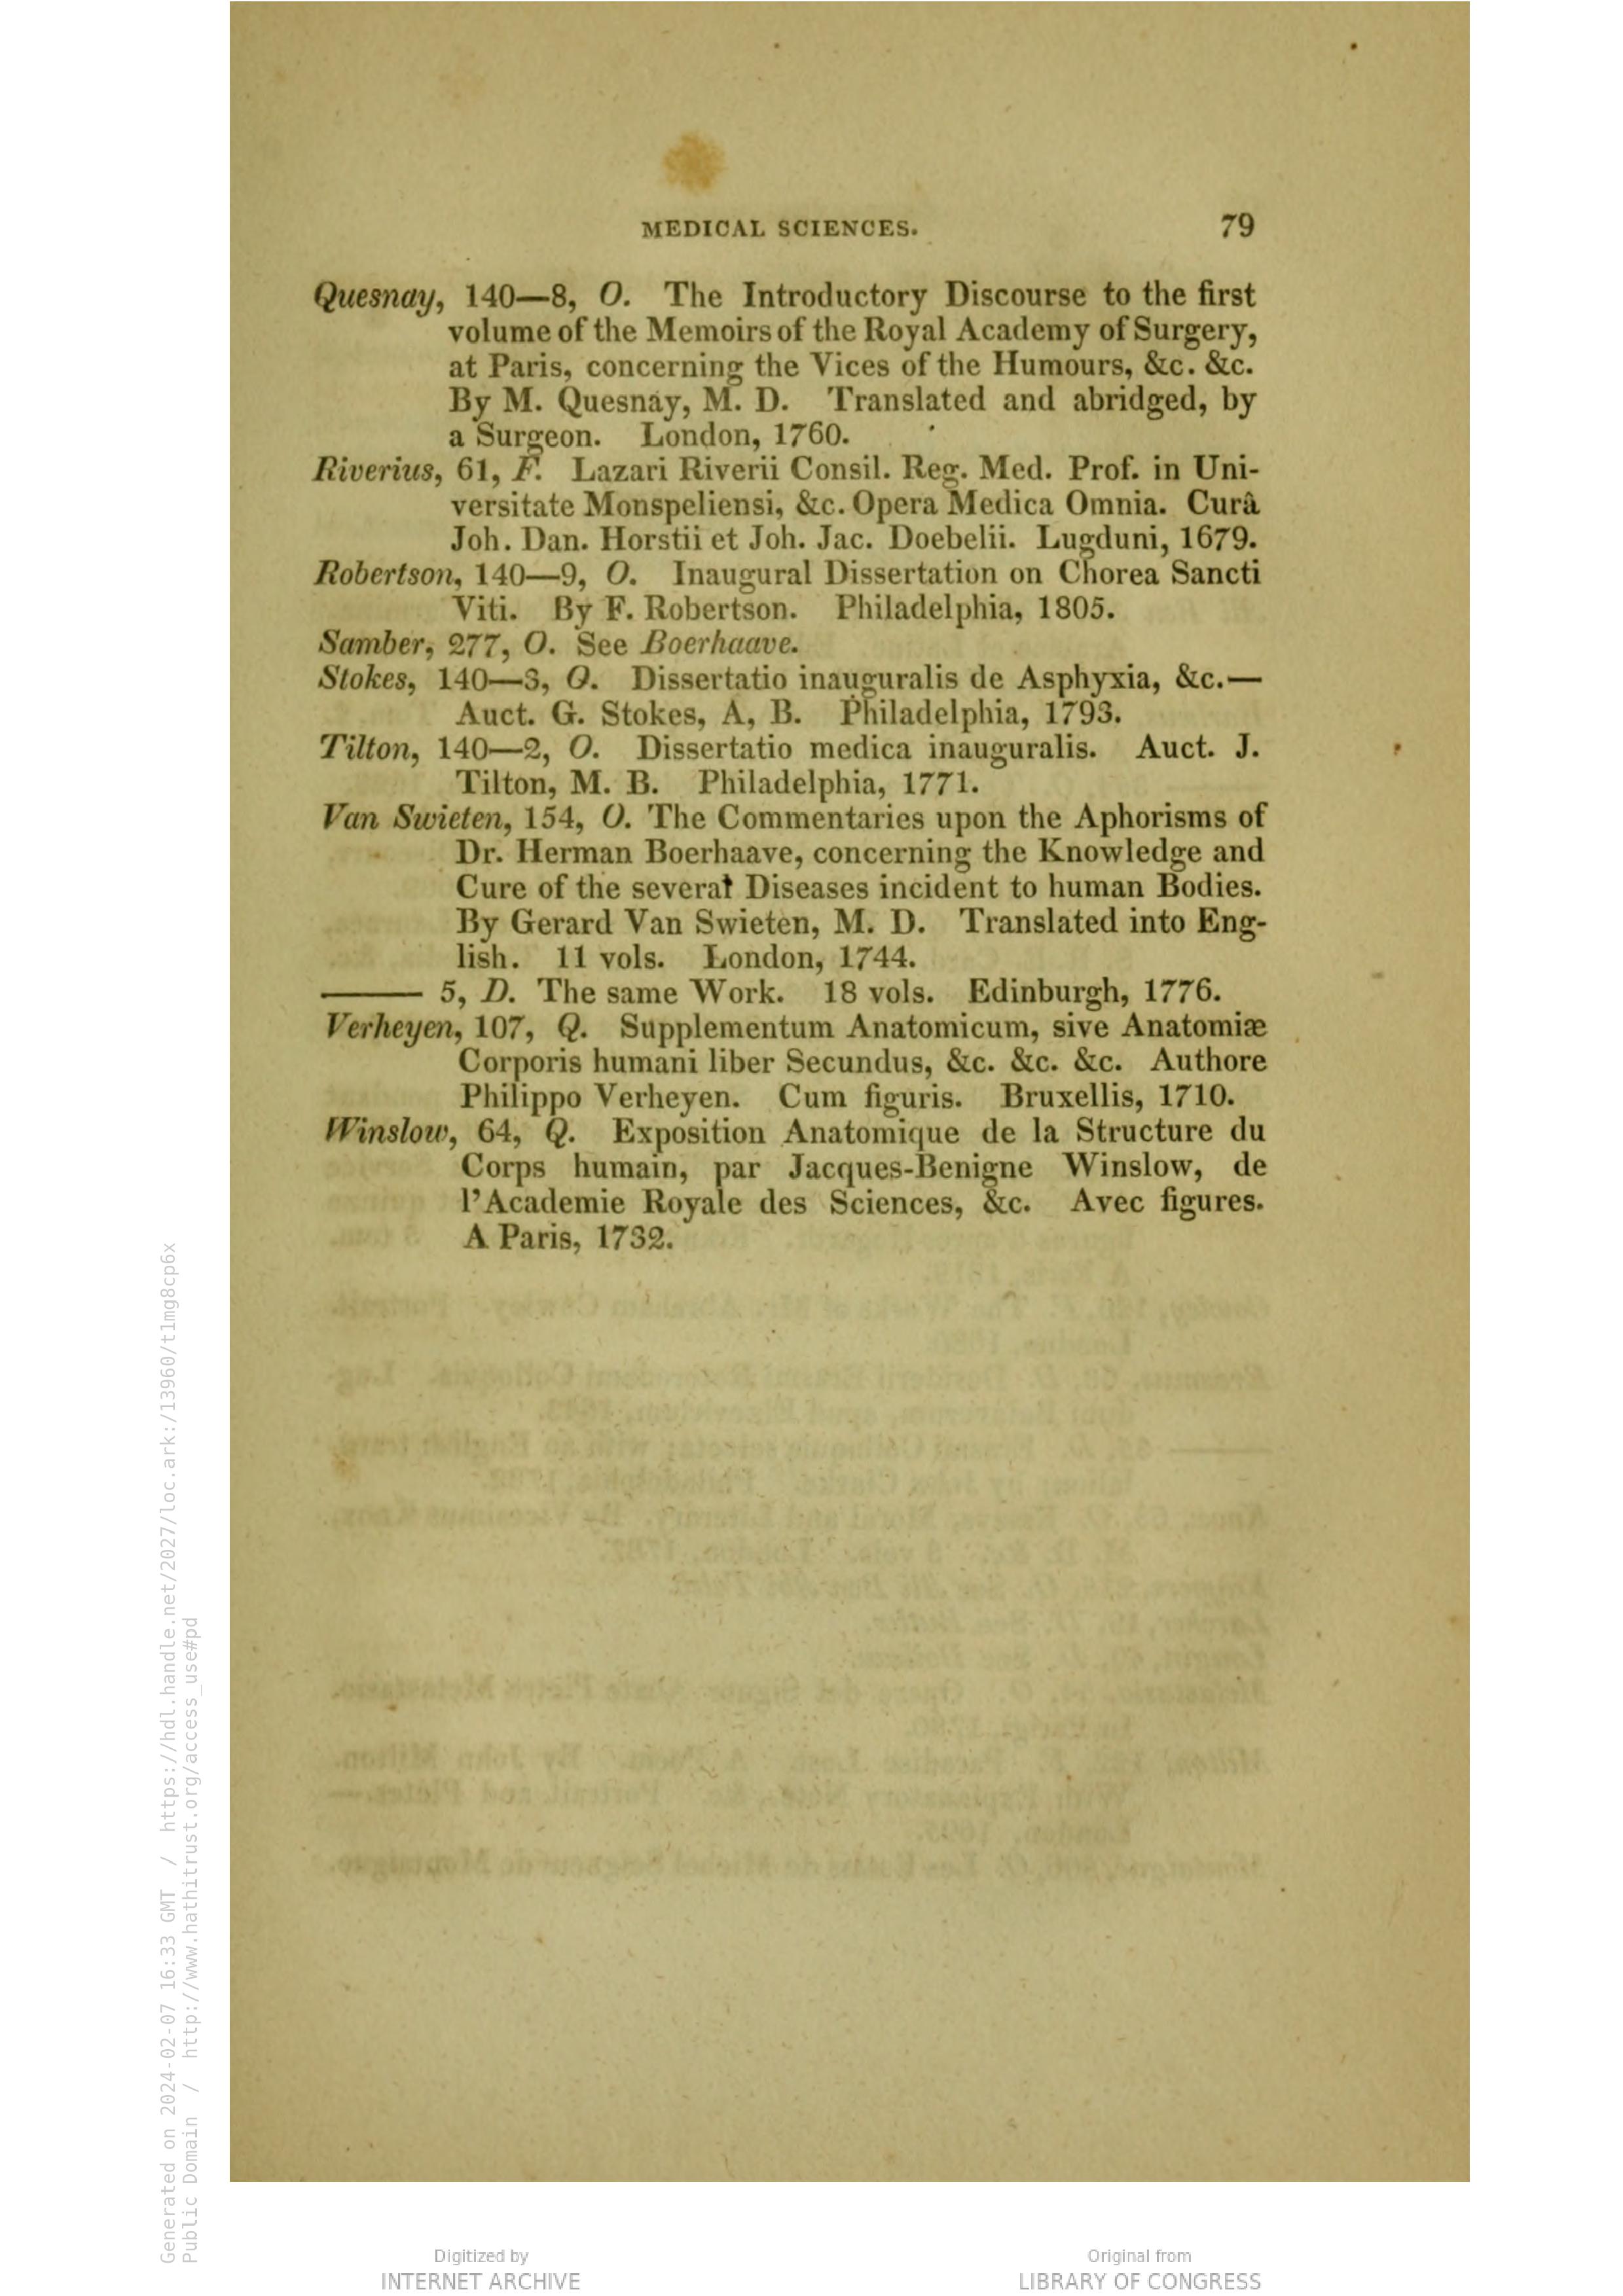 MEDICAL SCIENCES. 79
Quesnay, 140—8, O. The Introductory Discourse to the first
volume of the Memoirs of the Royal Academy of Surgery,
at Paris, concerning the Vices of the Humours, &c. &c.
By M. Quesnay, M. D. Translated and abridged, by
a Surgeon. London, 1760.
Riverius, 61, F. Lazari Riverii Consil. Reg. Med. Prof. in Uni-
versitate Monspeliensi, &c. Opera Medica Omnia. Curâ
Joh. Dan. Horstii et Joh. Jac. Doebelii. Lugduni, 1679.
Robertson, 140—9, O. Inaugural Dissertation on Chorea Sancti
Viti. By F. Robertson. Philadelphia, 1805.
Samber, 277, O. See Boerhaave.
Stokes, 140—3, O. Dissertatio inauguralis de Asphyxia, &c.—
Auct. G. Stokes, A, B. Philadelphia, 1793.
Tilton, 140—2, O. Dissertatio medica inauguralis. Auct. J.
Tilton, M. B. Philadelphia, 1771.
Van Swieten, 154, O. The Commentaries upon the Aphorisms of
Dr. Herman Boerhaave, concerning the Knowledge and
Cure of the several Diseases incident to human Bodies.
By Gerard Van Swieten, M. D. Translated into Eng-
lish. 11 vols. London, 1744.
——— 5, D. The same Work. 18 vols. Edinburgh, 1776.
Verheyen, 107, Q. Supplementum Anatomicum, sive Anatomiæ
Corporis humani liber Secundus, &c. &c. &c. Authore
Philippo Verheyen. Cum figuris. Bruxellis, 1710.
Winslow, 64, Q. Exposition Anatomique de la Structure du
Corps humain, par Jacques-Benigne Winslow, de
l'Academie Royale des Sciences, &c. Avec figures.
A Paris, 1732.
Generated on 2024-02-07 16:33 GMT / https://hdl.handle.net/2027/loc.ark:/13960/t1mg8cp6x
Public Domain / http://www.hathitrust.org/access_use#pd
Digitized by
INTERNET ARCHIVE
Original from
LIBRARY OF CONGRESS